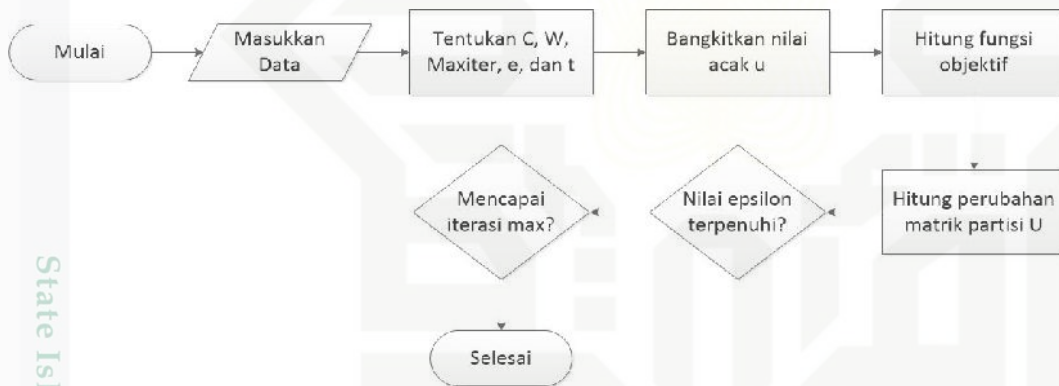 Mulai
Masukkan
Data
Tentukan C, W,
Maxiter, e, dan t
Bangkitkan nilai
acak u
Hitung fungsi
objektif
Mencapai
iterasi max?
Nilai epsilon
terpenuhi?
Hitung perubahan
matrik partisi U
Selesai
State Isl